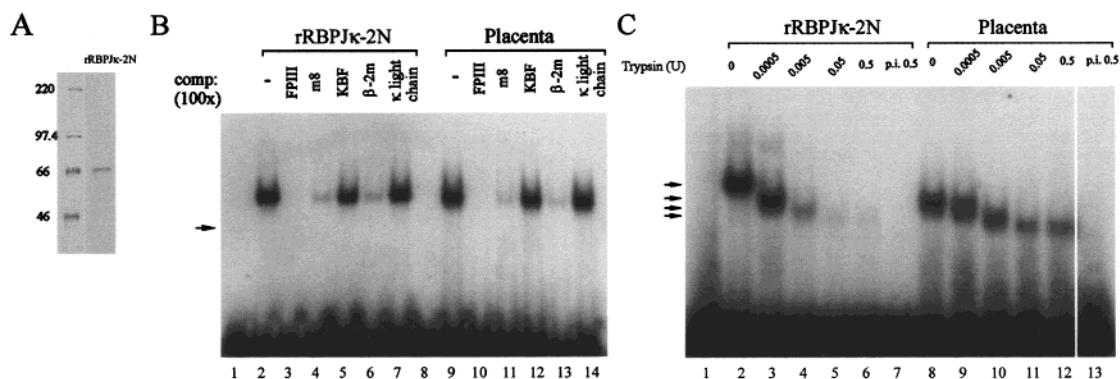 A
rRBPJκ-2N
220
97.4
66
46
B
rRBPJκ-2N Placenta
comp: (100x)
- FPIII m8 KBF β-2m κ light chain - FPIII m8 KBF β-2m κ light chain
1 2 3 4 5 6 7 8 9 10 11 12 13 14
C
rRBPJκ-2N Placenta
Trypsin (U) 0 0.0005 0.005 0.05 0.5 p.i. 0.5 0 0.0005 0.005 0.05 0.5 p.i. 0.5
1 2 3 4 5 6 7 8 9 10 11 12 13